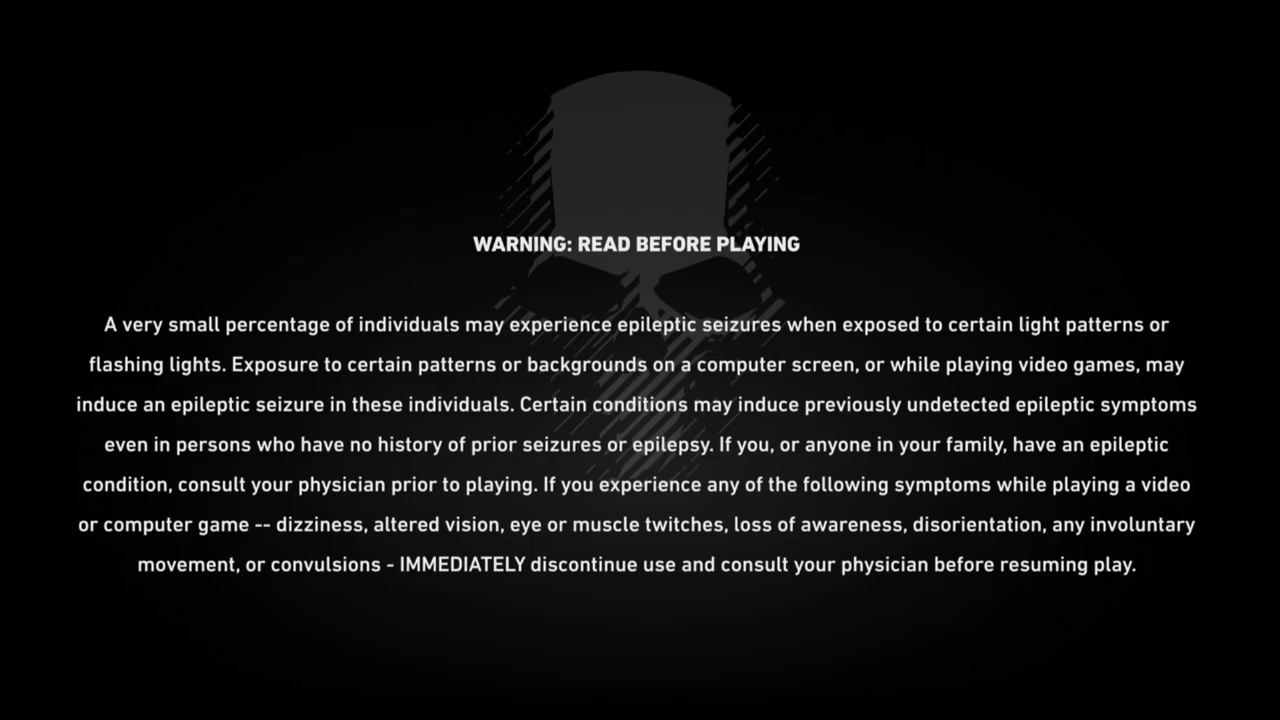 WARNING: READ BEFORE PLAYING
A very small percentage of individuals may experience epileptic seizures when exposed to certain light patterns or
flashing lights. Exposure to certain patterns or backgrounds on a computer screen, or while playing video games, may
induce an epileptic seizure in these individuals. Certain conditions may induce previously undetected epileptic symptoms
even in persons who have no history of prior seizures or epilepsy. If you, or anyone in your family, have an epileptic
condition, consult your physician prior to playing. If you experience any of the following symptoms while playing a video
or computer game -- dizziness, altered vision, eye or muscle twitches, loss of awareness, disorientation, any involuntary
movement, or convulsions - IMMEDIATELY discontinue use and consult your physician before resuming play.